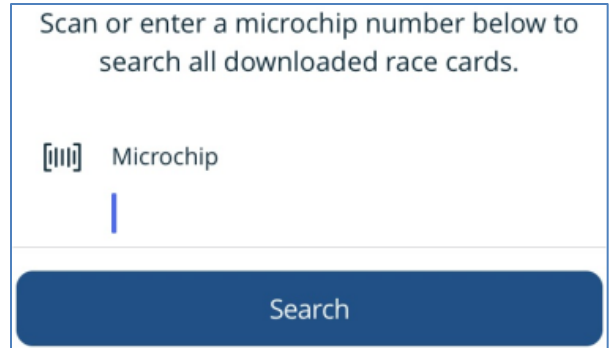 Scan or enter a microchip number below to
search all downloaded race cards.
Microchip
Search